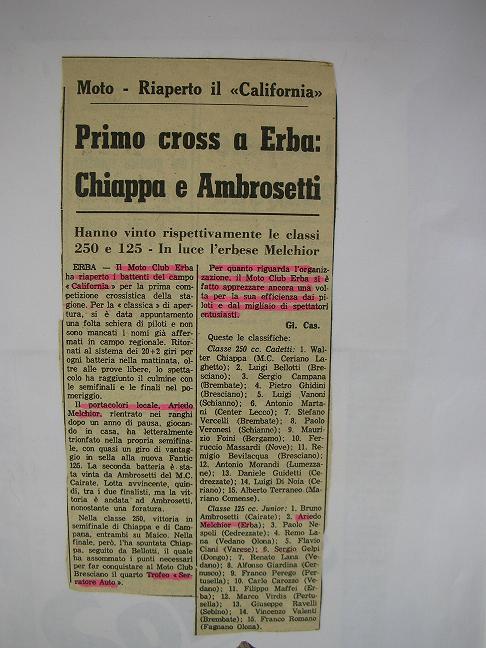 Moto - Riaperto il «California»
Primo cross a Erba:
Chiappa e Ambrosetti
Hanno vinto rispettivamente le classi
250 e 125 - In luce l'erbese Melchior
ERBA — Il Moto Club Erba
ha riaperto i battenti del campo
«California» per la prima com-
petizione crossistica della sta-
gione. Per la «classica» di aper-
tura, si è dato appuntamento
una folta schiera di piloti e non
sono mancati i nomi già affer-
mati in campo regionale. Ritor-
nati al sistema dei 20+2 giri per
ogni batteria nella mattinata, ol-
tre alle prove libere, lo spetta-
colo ha raggiunto il culmine con
le semifinali e le finali nel po-
meriggio.
Il portacolori locale, Ariedo
Melchior, rientrato nei ranghi
dopo un anno di pausa, giocan-
do in casa, ha letteralmente
trionfato nella propria semifina-
le, con quasi un giro di vantag-
gio in sella alla nuova Fantic
125. La seconda batteria è sta-
ta vinta da Ambrosetti del M.C.
Cairate. Lotta avvincente, quin-
di, tra i due finalisti, ma la vit-
toria è andata ad Ambrosetti,
nonostante una foratura.
Nella classe 250, vittoria in
semifinale di Chiappa e di Cam-
pana, entrambi su Maico. Nella
finale, però, l'ha spuntata Chiap-
pa, seguito da Bellotti, il quale
ha assommato i punti necessari
per far conquistare al Moto Club
Bresciano il quarto Trofeo «Ser-
ratore Auto».
Per quanto riguarda l'organiz-
zazione, il Moto Club Erba si è
fatto apprezzare ancora una vol-
ta per la sua efficienza dai pi-
loti e dal migliaio di spettatori
entusiasti.
Gi. Cas.
Queste le classifiche:
Classe 250 cc. Cadetti: 1. Wal-
ter Chiappa (M.C. Ceriano La-
ghetto); 2. Luigi Bellotti (Bre-
sciano); 3. Sergio Campana
(Brembate); 4. Pietro Ghidini
(Bresciano); 5. Luigi Vanoni
(Schianno); 6. Antonio Marta-
ni (Center Lecco); 7. Stefano
Vercelli (Brembate); 8. Paolo
Veronesi (Schianno); 9. Mauri-
zio Foini (Bergamo); 10. Fer-
ruccio Massardi (Nove); 11. Re-
migio Bevilacqua (Bresciano);
12. Antonio Morandi (Lumezza-
ne); 13. Daniele Guidetti (Ce-
drezzate); 14. Luigi Di Noia (Ce-
driano); 15. Alberto Terraneo (Ma-
riano Comense).
Classe 125 cc. Junior: 1. Bruno
Ambrosetti (Cairate); 2. Ariedo
Melchior (Erba); 3. Paolo Ne-
speli (Cedrezzate); 4. Remo La-
na (Vedano Olona); 5. Flavio
Ciani (Varese); 6. Sergio Gelpi
(Dongo); 7. Renato Lana (Ve-
dano); 8. Alfonso Giardina (Cer-
nusco); 9. Franco Perego (Per-
tusella); 10. Carlo Carozzo (Ve-
dano); 11. Filippo Maffei (Er-
ba); 12. Marco Virdis (Pertu-
sella); 13. Giuseppe Ravelli
(Sebino); 14. Vincenzo Valenti
(Brembate); 15. Franco Romano
(Fagnano Olona).